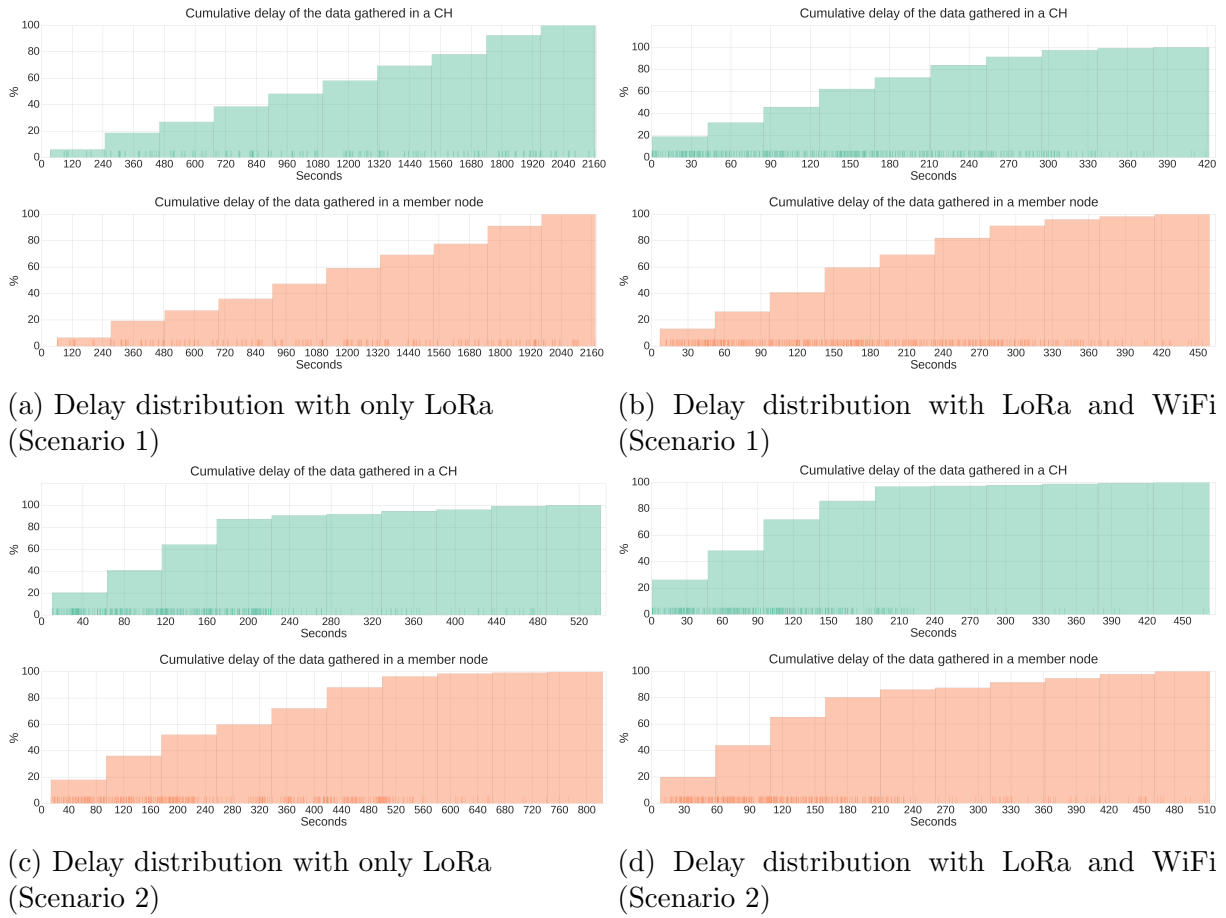 Cumulative delay of the data gathered in a CH
100
80
60
40
20
0
%
0 120 240 360 480 600 720 840 960 1080 1200 1320 1440 1560 1680 1800 1920 2040 2160
Seconds
Cumulative delay of the data gathered in a member node
100
80
60
40
20
0
%
0 120 240 360 480 600 720 840 960 1080 1200 1320 1440 1560 1680 1800 1920 2040 2160
Seconds
(a) Delay distribution with only LoRa
(Scenario 1)
Cumulative delay of the data gathered in a CH
100
80
60
40
20
0
%
0 30 60 90 120 150 180 210 240 270 300 330 360 390 420
Seconds
Cumulative delay of the data gathered in a member node
100
80
60
40
20
0
%
0 30 60 90 120 150 180 210 240 270 300 330 360 390 420 450
Seconds
(b) Delay distribution with LoRa and WiFi
(Scenario 1)
Cumulative delay of the data gathered in a CH
100
80
60
40
20
0
%
0 40 80 120 160 200 240 280 320 360 400 440 480 520
Seconds
Cumulative delay of the data gathered in a member node
100
80
60
40
20
0
%
0 40 80 120 160 200 240 280 320 360 400 440 480 520 560 600 640 680 720 760 800
Seconds
(c) Delay distribution with only LoRa
(Scenario 2)
Cumulative delay of the data gathered in a CH
100
80
60
40
20
0
%
0 30 60 90 120 150 180 210 240 270 300 330 360 390 420 450
Seconds
Cumulative delay of the data gathered in a member node
100
80
60
40
20
0
%
0 30 60 90 120 150 180 210 240 270 300 330 360 390 420 450 480 510
Seconds
(d) Delay distribution with LoRa and WiFi
(Scenario 2)